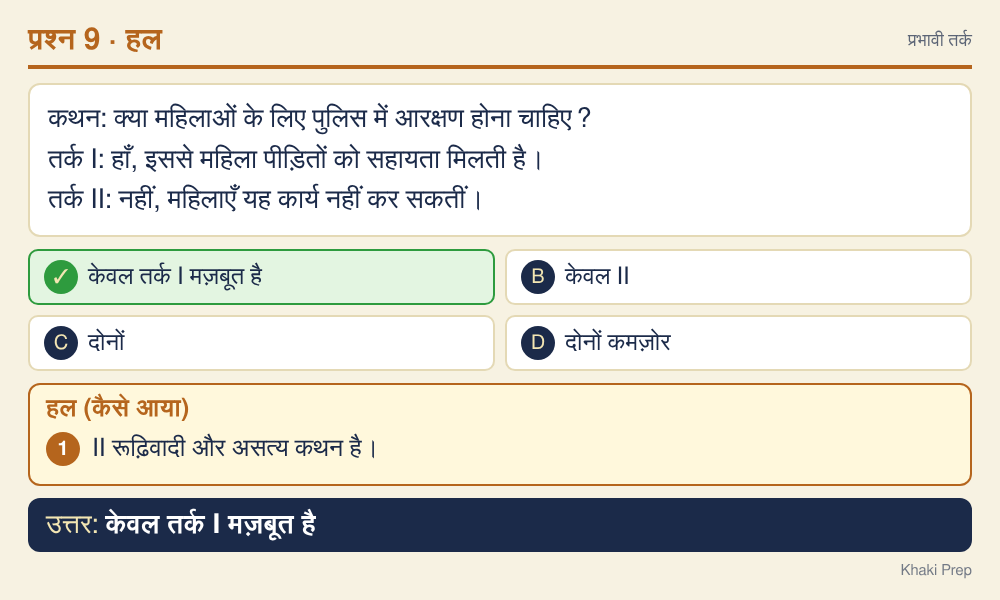 प्रश्न 9 · हल
प्रभावी तर्क
कथन: क्या महिलाओं के लिए पुलिस में आरक्षण होना चाहिए ?
तर्क I: हाँ, इससे महिला पीड़ितों को सहायता मिलती है।
तर्क II: नहीं, महिलाएँ यह कार्य नहीं कर सकतीं।
✓ केवल तर्क I मज़बूत है
B केवल II
C दोनों
D दोनों कमज़ोर
हल (कैसे आया)
1 II रूढ़िवादी और असत्य कथन है।
उत्तर: केवल तर्क I मज़बूत है
Khaki Prep